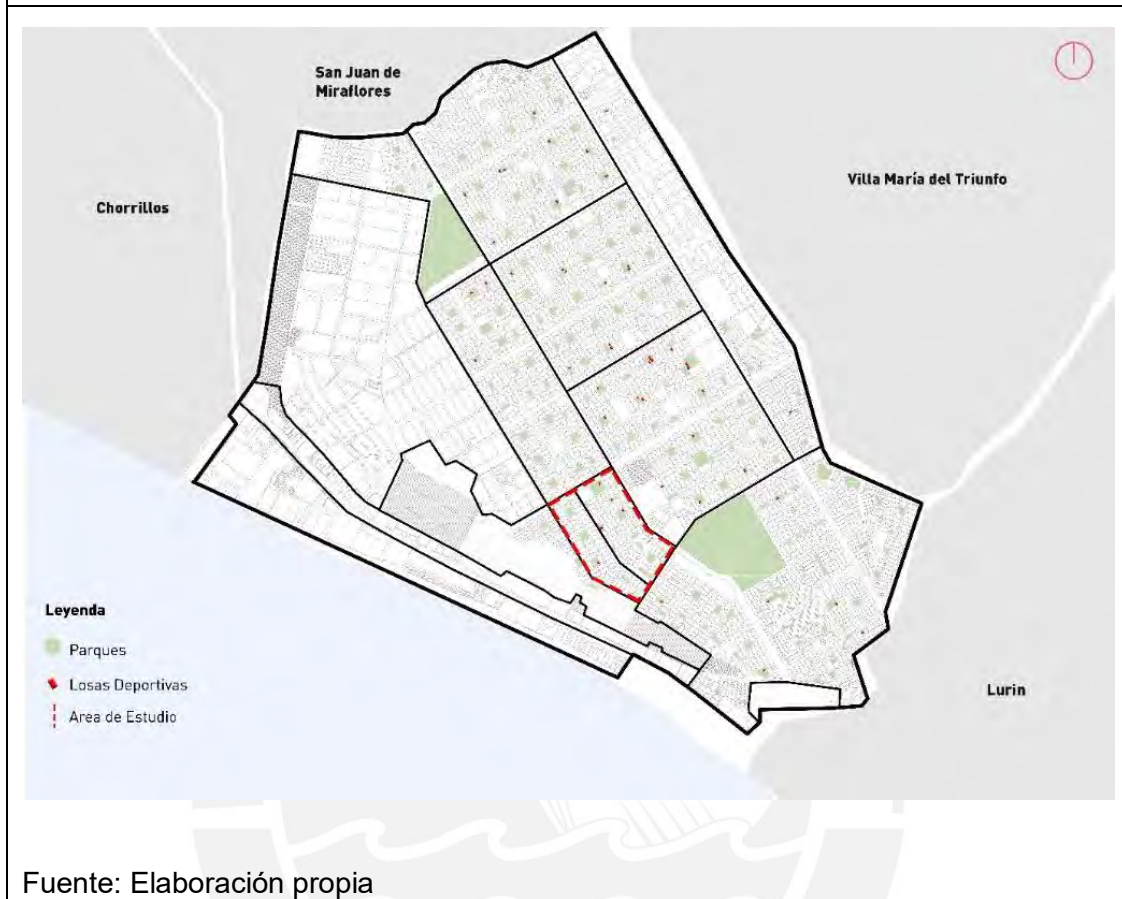 San Juan de
Miraflores
Chorrillos
Villa María del Triunfo
Lurin
Leyenda
Parques
Losas Deportivas
Area de Estudio
Fuente: Elaboración propia